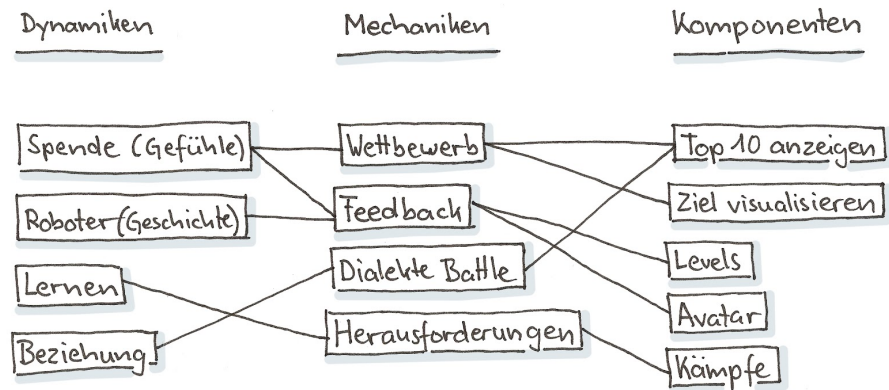 Dynamiken
Mechaniken
Komponenten
Spende (Gefühle)
Wettbewerb
Top 10 anzeigen
Roboter (Geschichte)
Feedback
Ziel visualisieren
Lernen
Dialekte Battle
Levels
Beziehung
Herausforderungen
Avatar
Kämpfe